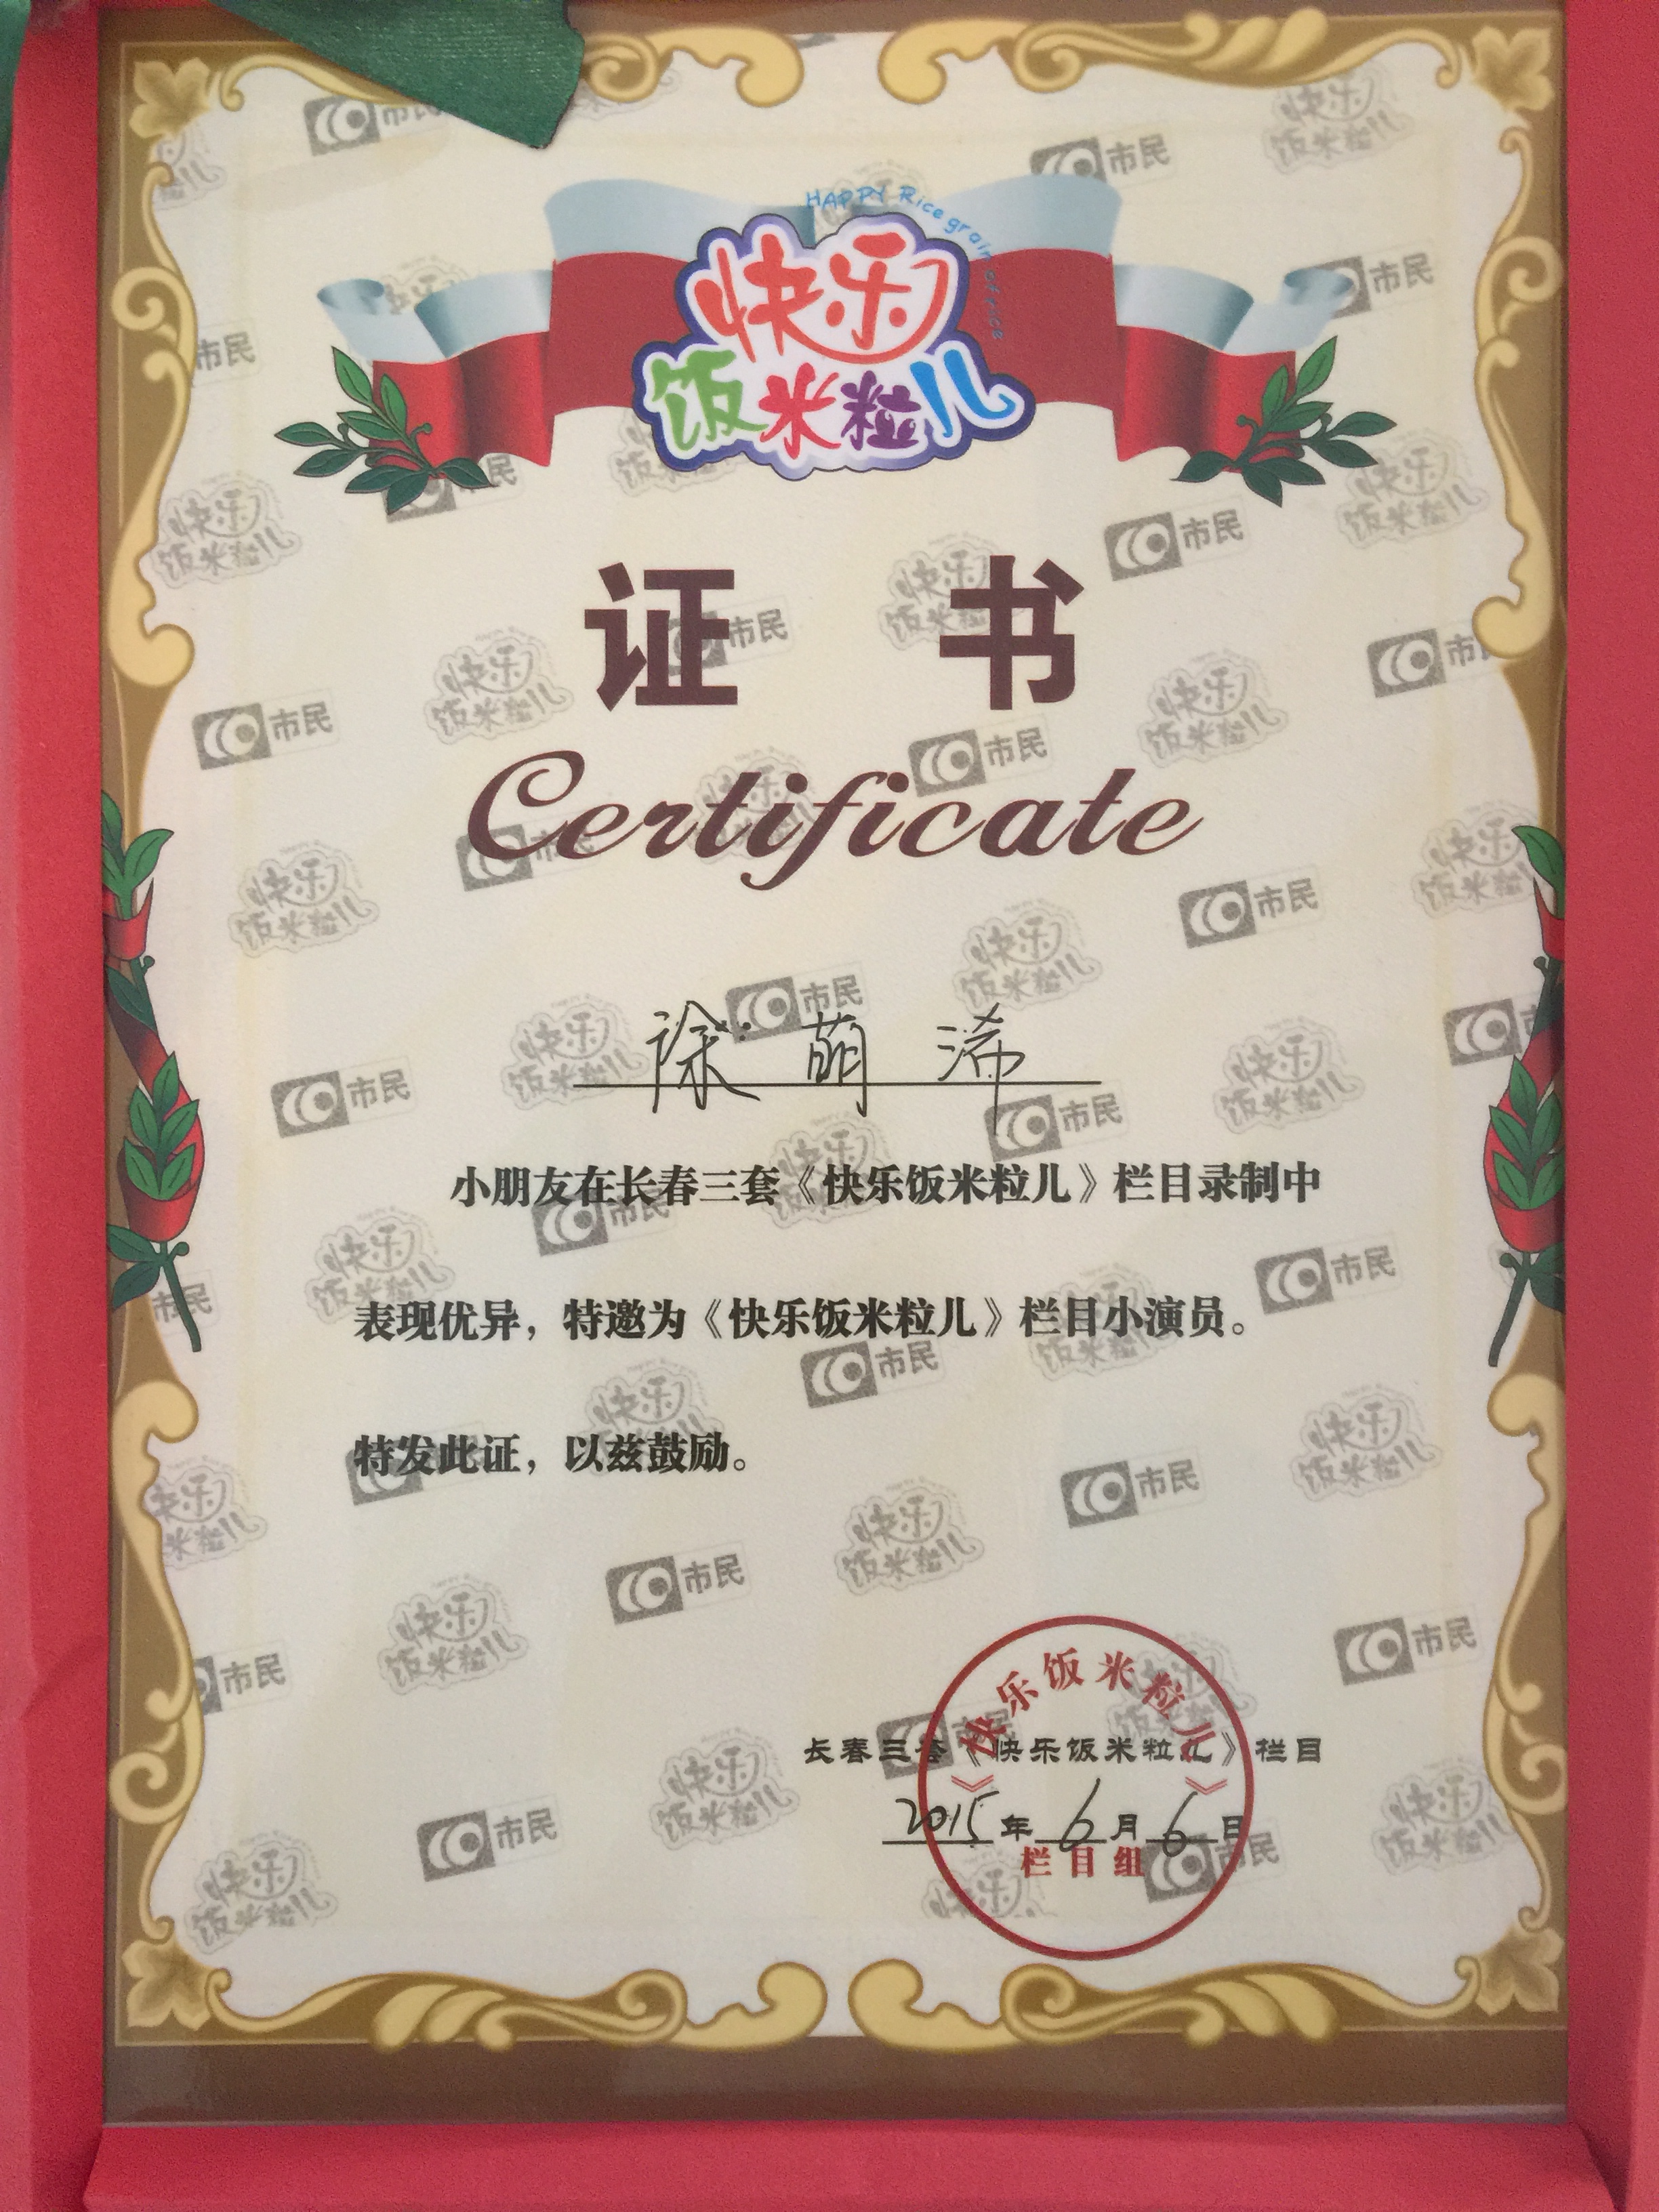 HAPPY Rice grain of rice
快乐
饭米粒儿
证 书
Certificate
徐 萌 浠
小朋友在长春三套《快乐饭米粒儿》栏目录制中
表现优异，特邀为《快乐饭米粒儿》栏目小演员。
特发此证，以兹鼓励。
长春三套《快乐饭米粒儿》栏目
2015年6月6日
《快乐饭米粒儿》
栏目组
市民